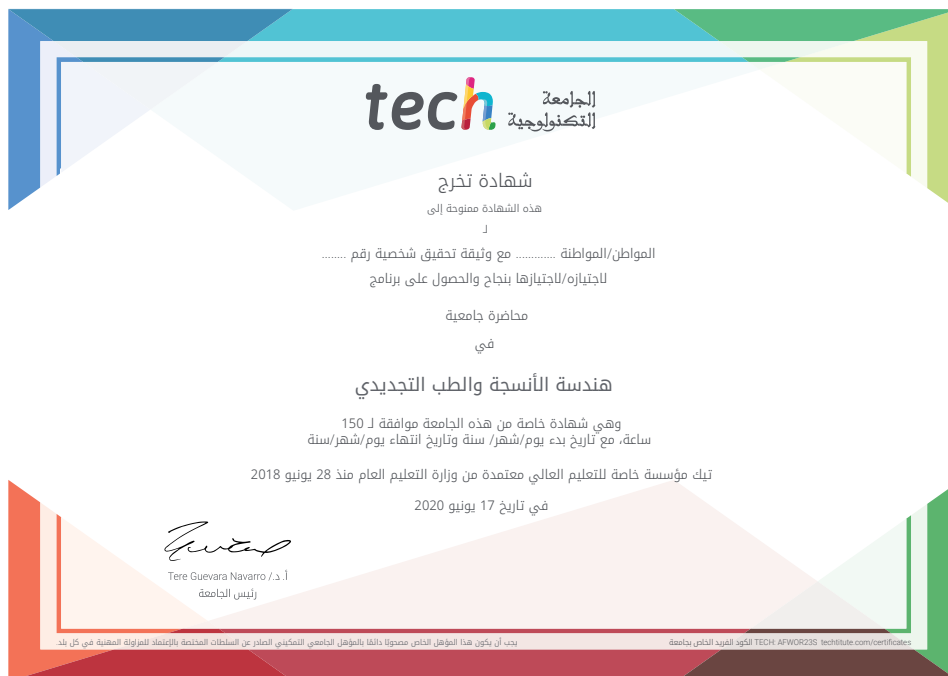 tech الجامعة
التكنولوجية
شهادة تخرج
هذه الشهادة ممنوحة إلى
لـ
المواطن/المواطنة ............ مع وثيقة تحقيق شخصية رقم ........
لاجتيازه/لاجتيازها بنجاح والحصول على برنامج
محاضرة جامعية
في
هندسة الأنسجة والطب التجديدي
وهي شهادة خاصة من هذه الجامعة موافقة لـ 150
ساعة، مع تاريخ بدء يوم/شهر/ سنة وتاريخ انتهاء يوم/شهر/سنة
تيك مؤسسة خاصة للتعليم العالي معتمدة من وزارة التعليم العام منذ 28 يونيو 2018
في تاريخ 17 يونيو 2020
أ.د./ Tere Guevara Navarro
رئيس الجامعة
الكود الفريد الخاص بجامعة TECH: AFWOR23S techtitute.com/certificates
يجب أن يكون هذا المؤهل الخاص مصحوبًا دائمًا بالمؤهل الجامعي التمكيني الصادر عن السلطات المختصة بالإعتماد للمزاولة المهنية في كل بلد.